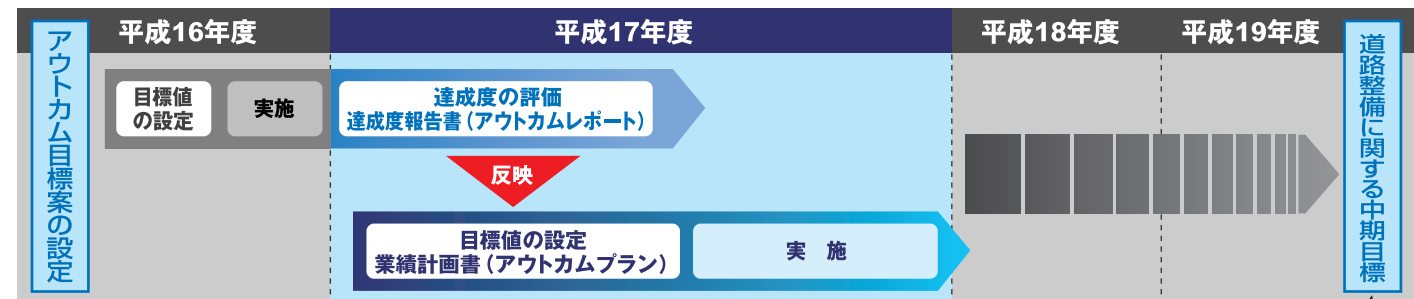 アウトカム目標案の設定
平成16年度
平成17年度
平成18年度
平成19年度
目標値
の設定
実施
達成度の評価
達成度報告書（アウトカムレポート）
反映
目標値の設定
業績計画書（アウトカムプラン）
実　施
道路整備に関する中期目標